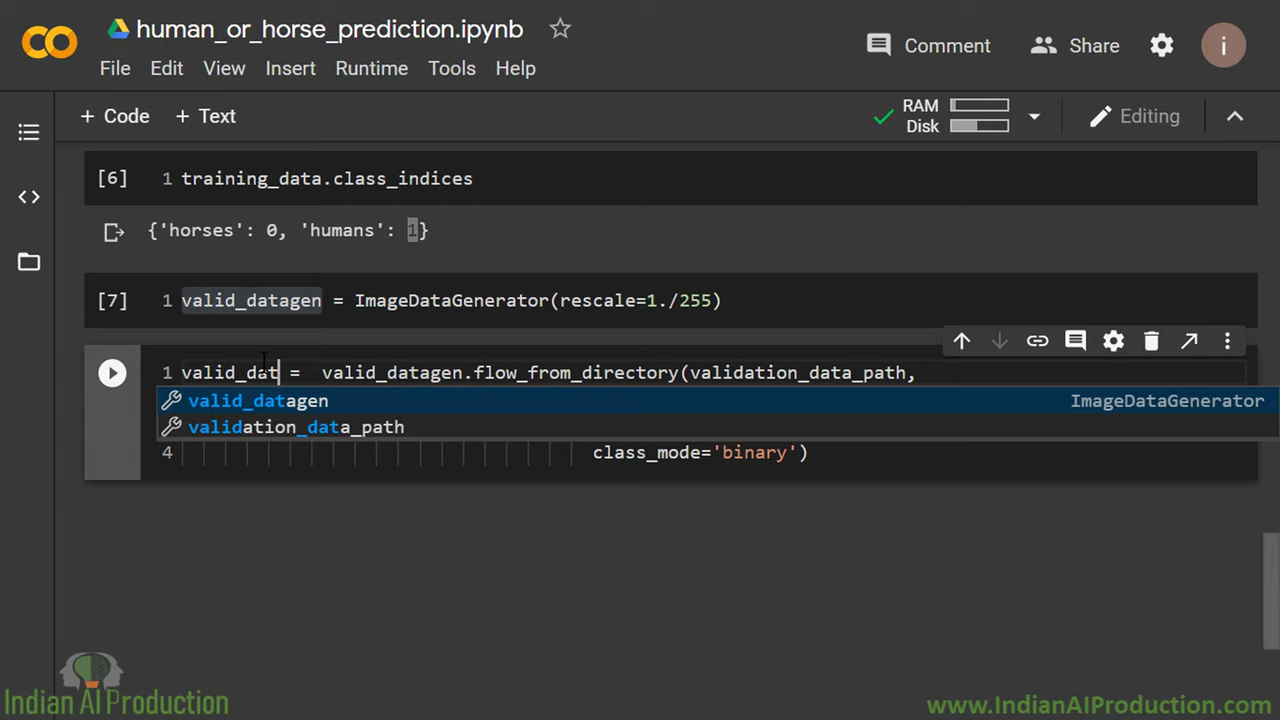 human_or_horse_prediction.ipynb
Comment
Share
i
File Edit View Insert Runtime Tools Help
+ Code + Text
RAM
Disk
Editing
[6] 1 training_data.class_indices
{'horses': 0, 'humans': 1}
[7] 1 valid_datagen = ImageDataGenerator(rescale=1./255)
1 valid_dat = valid_datagen.flow_from_directory(validation_data_path,
valid_datagen ImageDataGenerator
validation_data_path
4 class_mode='binary')
Indian AI Production
www.IndianAIProduction.com